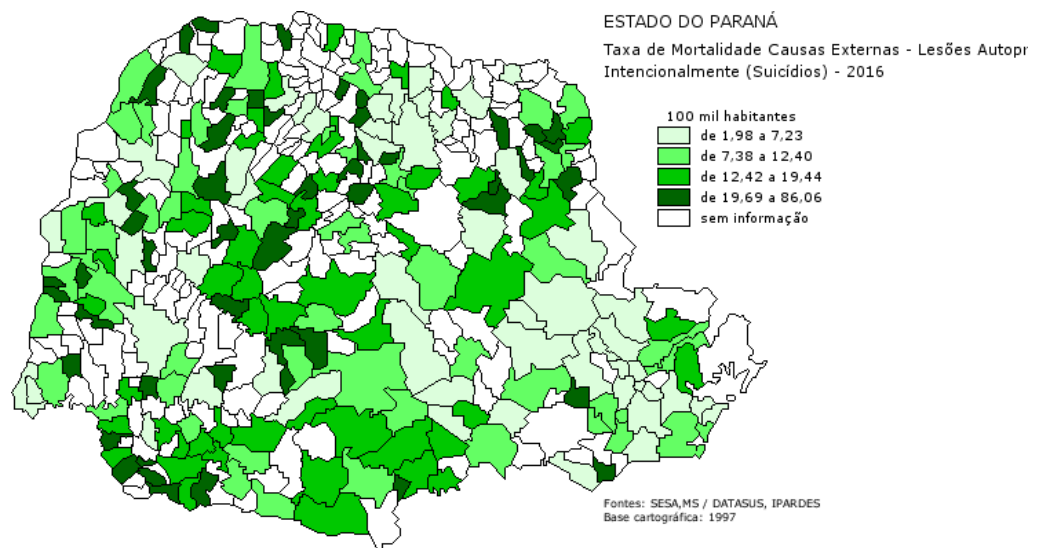 ESTADO DO PARANÁ
Taxa de Mortalidade Causas Externas - Lesões Autopr
Intencionalmente (Suicídios) - 2016
100 mil habitantes
de 1,98 a 7,23
de 7,38 a 12,40
de 12,42 a 19,44
de 19,69 a 86,06
sem informação
Fontes: SESA,MS / DATASUS, IPARDES
Base cartográfica: 1997